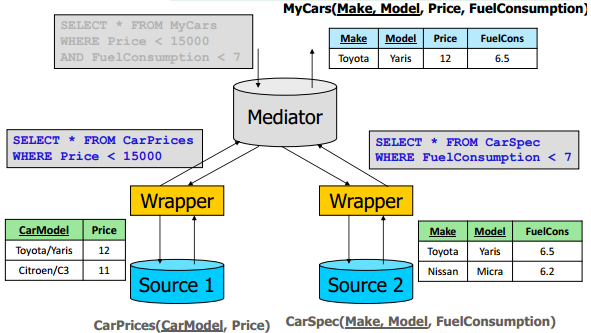 MyCars(Make, Model, Price, FuelConsumption)
SELECT * FROM MyCars
WHERE Price < 15000
AND FuelConsumption < 7
Make Model Price FuelCons
Toyota Yaris 12 6.5
Mediator
SELECT * FROM CarPrices
WHERE Price < 15000
SELECT * FROM CarSpec
WHERE FuelConsumption < 7
Wrapper
Wrapper
CarModel Price
Toyota/Yaris 12
Citroen/C3 11
Make Model FuelCons
Toyota Yaris 6.5
Nissan Micra 6.2
Source 1
Source 2
CarPrices(CarModel, Price)
CarSpec(Make, Model, FuelConsumption)